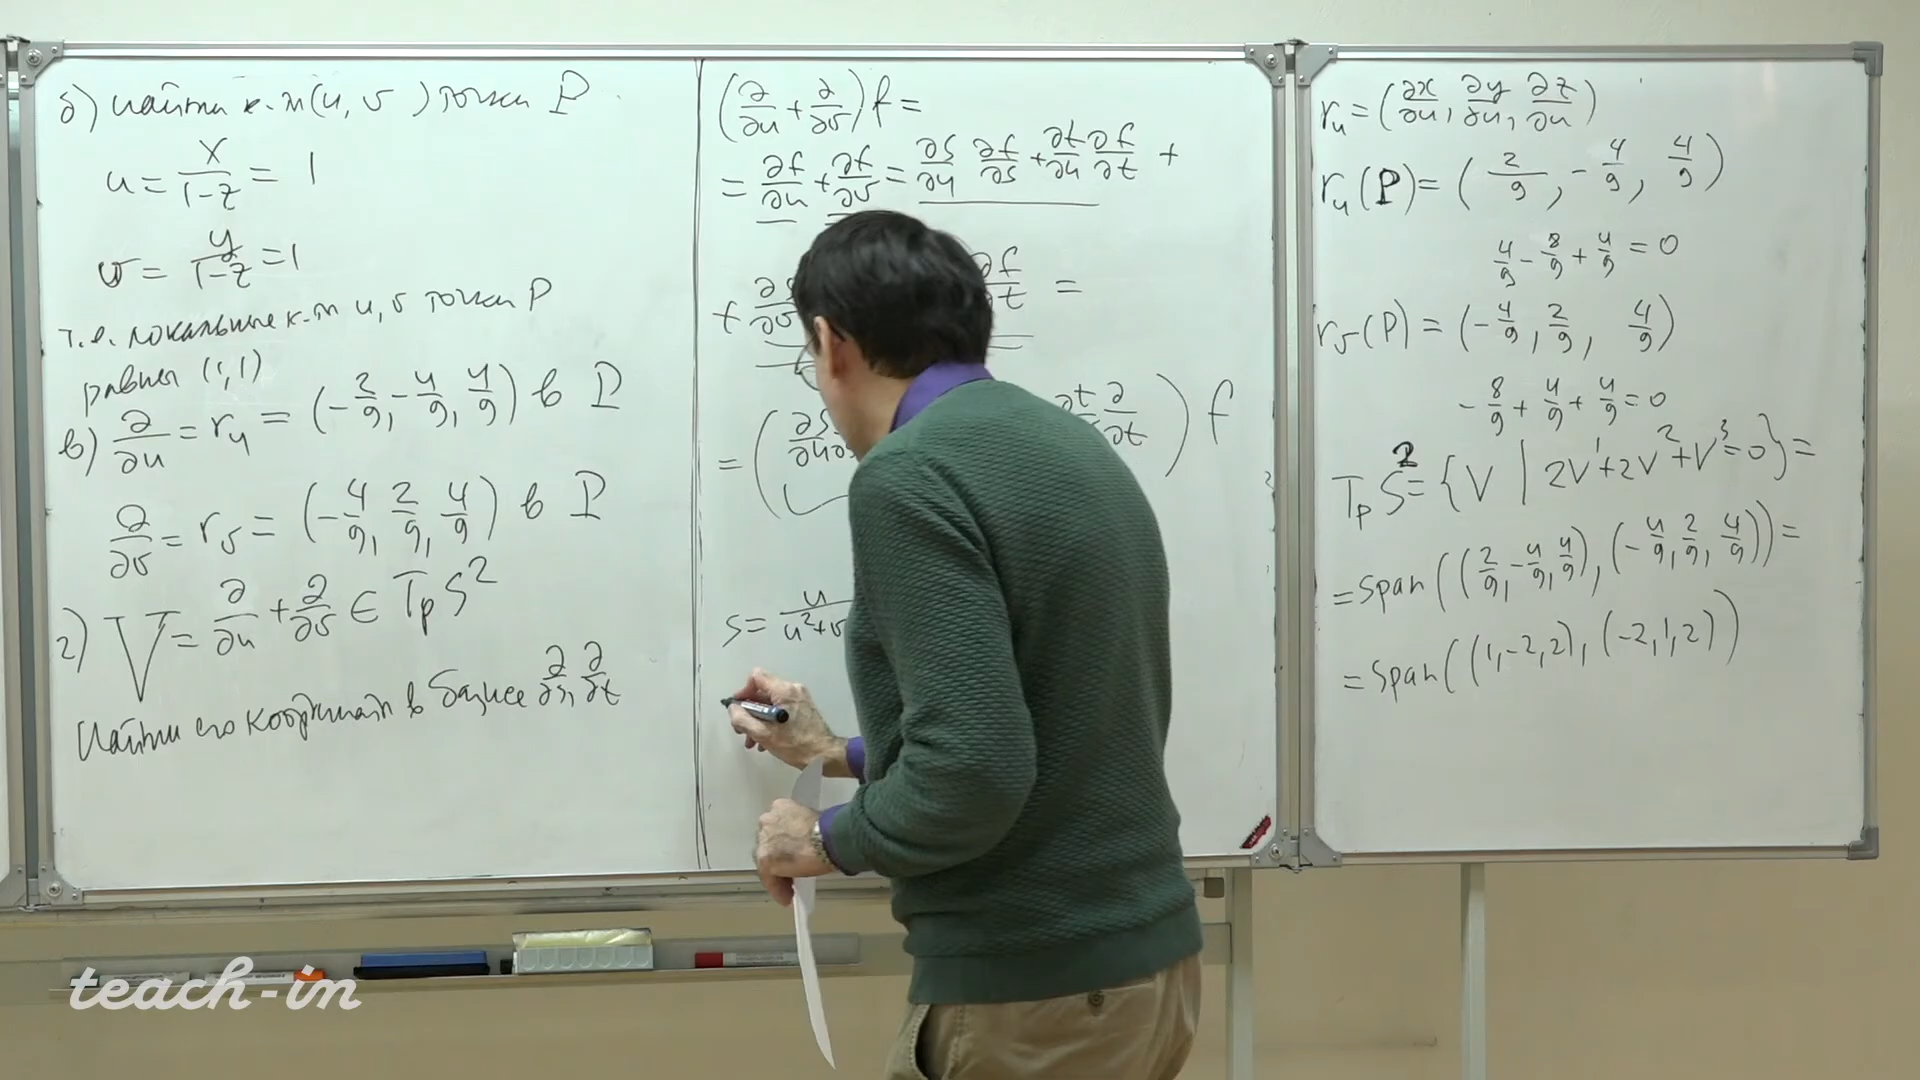 б) Найти к-ты (u, v) точки P
u = x/(1-z) = 1
v = y/(1-z) = 1
т.е. локальные к-ты u, v точки P
равны (1,1)
в) ∂/∂u = r_u = (-2/9, -4/9, 4/9) в P
∂/∂v = r_v = (-4/9, 2/9, 4/9) в P
г) V = ∂/∂u + ∂/∂v ∈ T_p S²
Найти его координаты в базисе ∂/∂s, ∂/∂t
(∂/∂u + ∂/∂v) f =
= ∂f/∂u + ∂f/∂v = ∂s/∂u ∂f/∂s + ∂t/∂u ∂f/∂t +
+ ∂s/∂v ∂f/∂t =
= (∂s/∂u ∂t ∂/∂t) f
s = u/(u²+v
r_u = (∂x/∂u, ∂y/∂u, ∂z/∂u)
r_u(P) = (2/9, -4/9, 4/9)
4/9 - 8/9 + 4/9 = 0
r_v(P) = (-4/9, 2/9, 4/9)
-8/9 + 4/9 + 4/9 = 0
T_p S² = {V | 2V¹ + 2V² + V³ = 0} =
= span((2/9, -4/9, 4/9), (-4/9, 2/9, 4/9)) =
= span((1, -2, 2), (-2, 1, 2))
teach-in